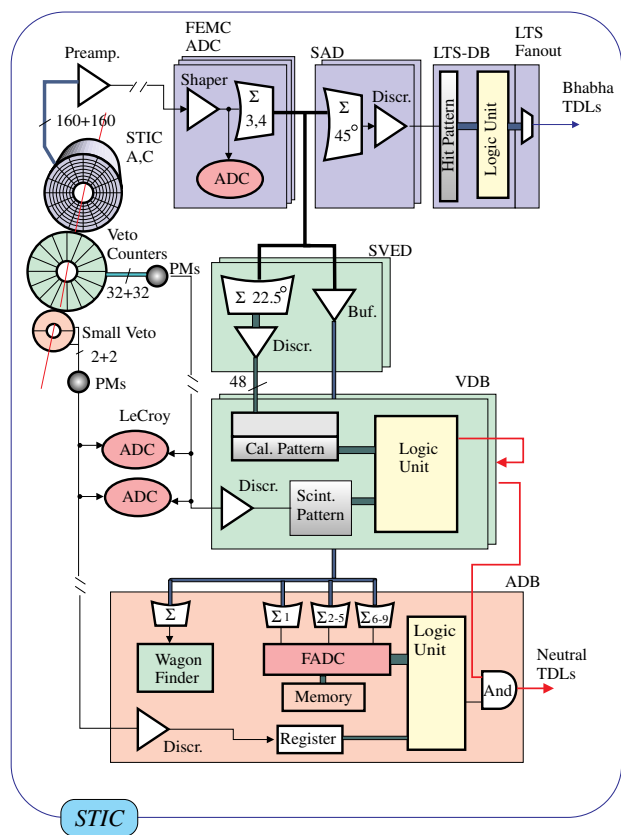 FEMC
ADC
SAD
LTS-DB
LTS
Fanout
Preamp.
Shaper
Σ
3,4
ADC
Σ
45°
Discr.
Hit Pattern
Logic Unit
Bhabha
TDLs
160+160
STIC
A,C
Veto
Counters
32+32
PMs
Small Veto
2+2
PMs
SVED
Σ 22.5°
Buf.
Discr.
48
VDB
LeCroy
ADC
ADC
Cal. Pattern
Logic
Unit
Discr.
Scint.
Pattern
ADB
Σ
Σ1
Σ2-5
Σ6-9
Wagon
Finder
FADC
Memory
Logic
Unit
And
Neutral
TDLs
Discr.
Register
STIC